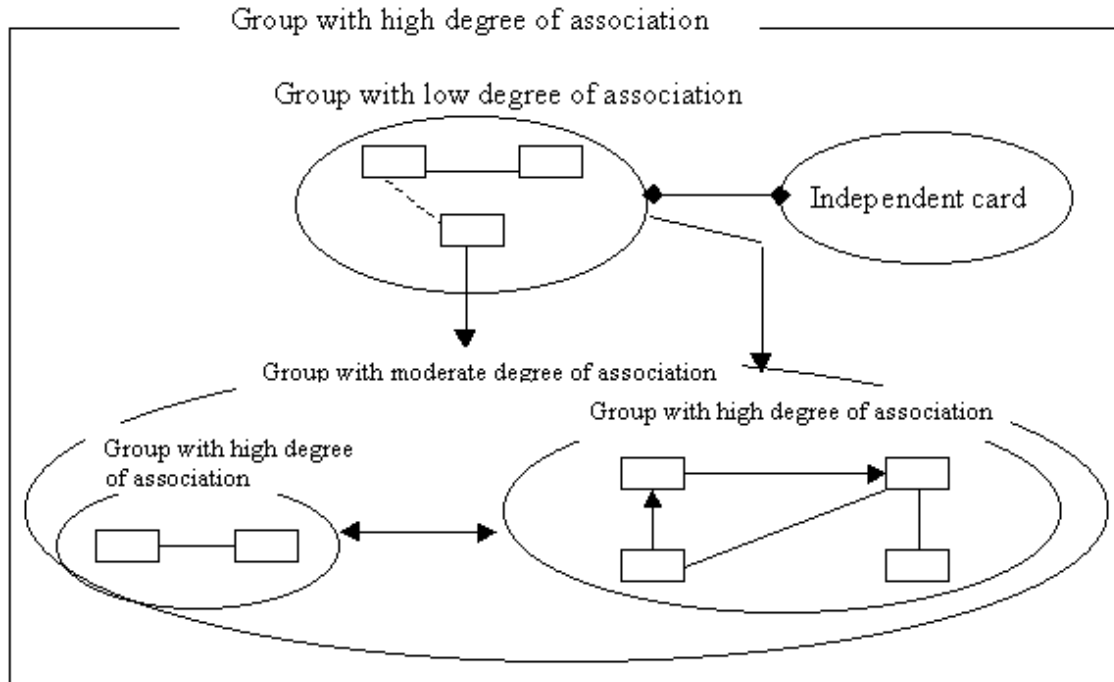 Group with high degree of association
Group with low degree of association
Independent card
Group with moderate degree of association
Group with high degree of association
Group with high degree
of association